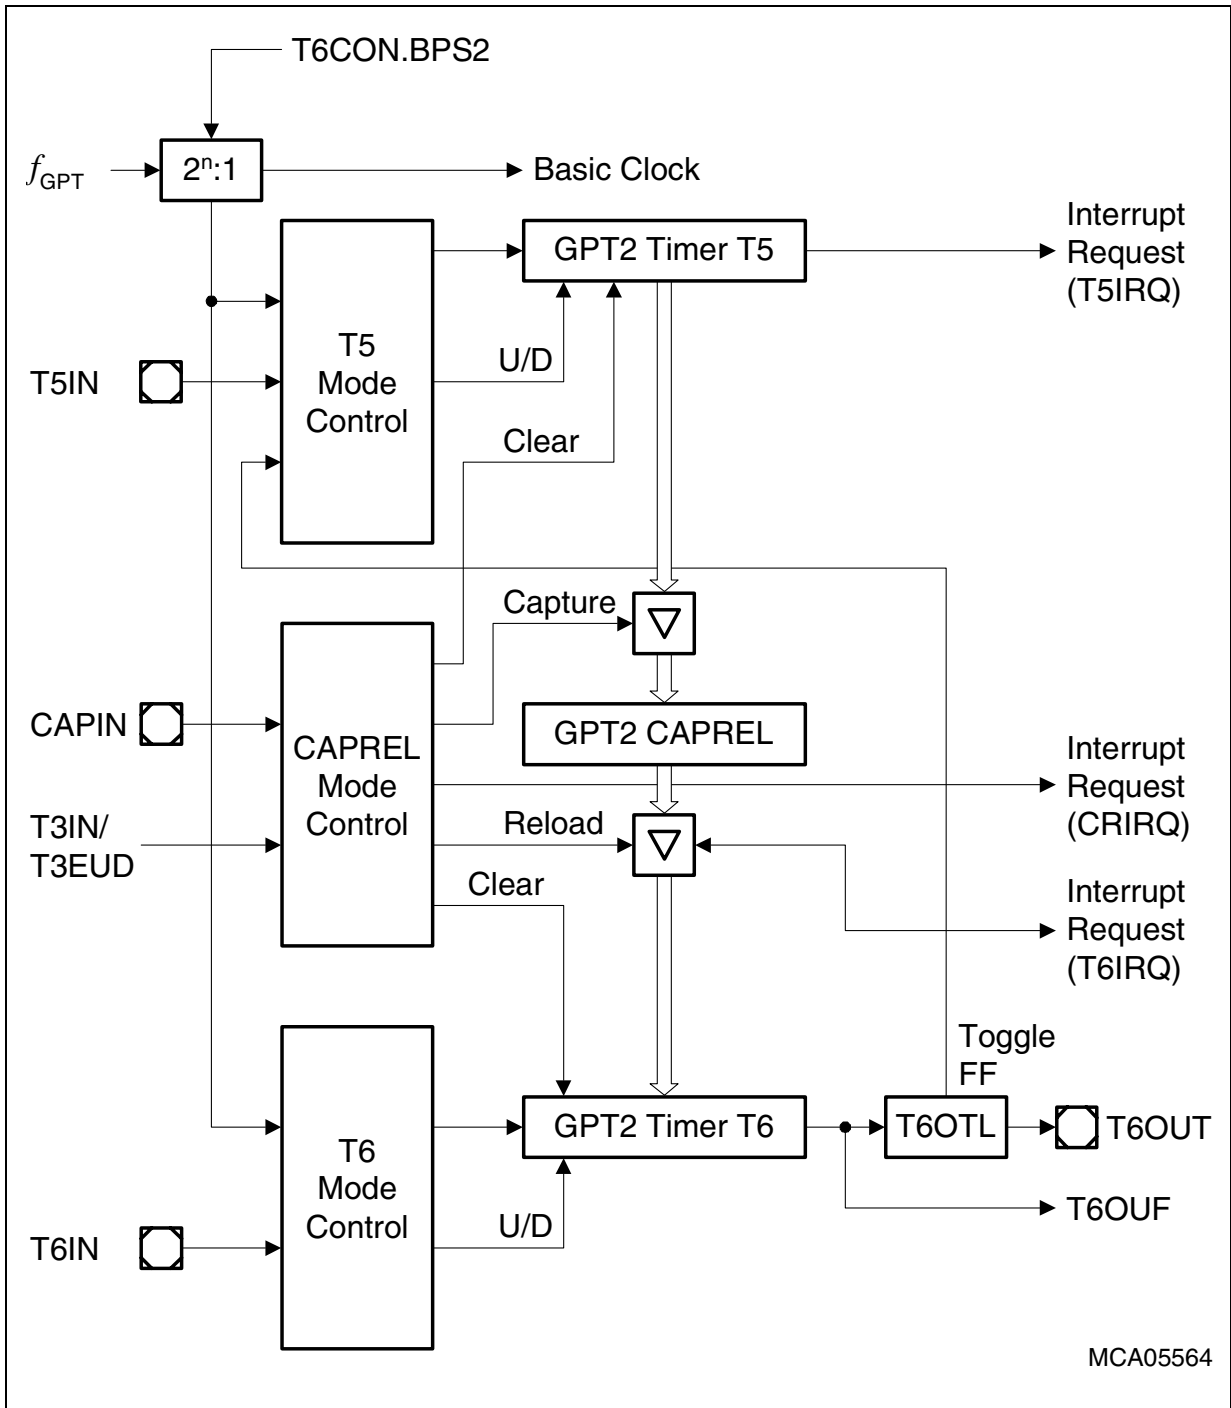 T6CON.BPS2
fGPT
2ⁿ:1
Basic Clock
GPT2 Timer T5
Interrupt
Request
(T5IRQ)
T5
Mode
Control
U/D
T5IN
Clear
Capture
CAPIN
CAPREL
Mode
Control
GPT2 CAPREL
Interrupt
Request
(CRIRQ)
T3IN/
T3EUD
Reload
Clear
Interrupt
Request
(T6IRQ)
Toggle
FF
GPT2 Timer T6
T6OTL
T6OUT
T6
Mode
Control
U/D
T6OUF
T6IN
MCA05564